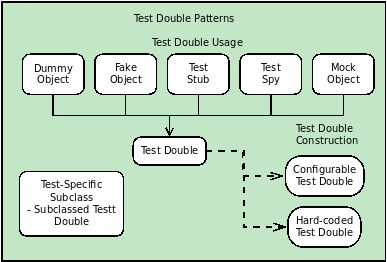 Test Double Patterns
Test Double Usage
Dummy
Object
Fake
Object
Test
Stub
Test
Spy
Mock
Object
Test Double
Construction
Test Double
Configurable
Test Double
Test-Specific
Subclass
- Subclassed Testt
Double
Hard-coded
Test Double